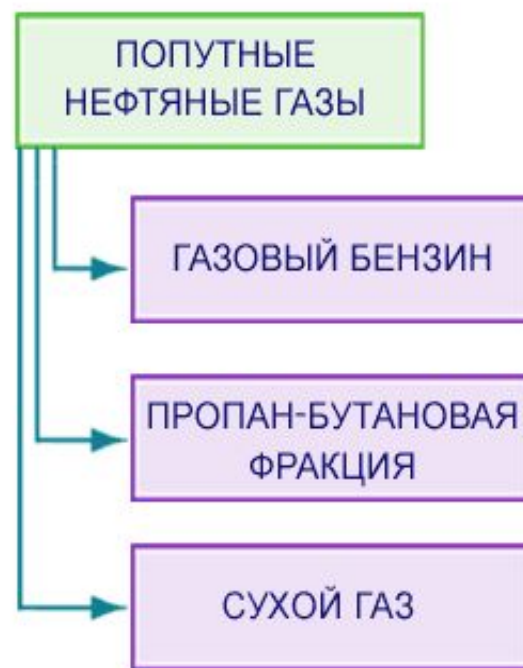 ПОПУТНЫЕ
НЕФТЯНЫЕ ГАЗЫ
ГАЗОВЫЙ БЕНЗИН
ПРОПАН-БУТАНОВАЯ
ФРАКЦИЯ
СУХОЙ ГАЗ